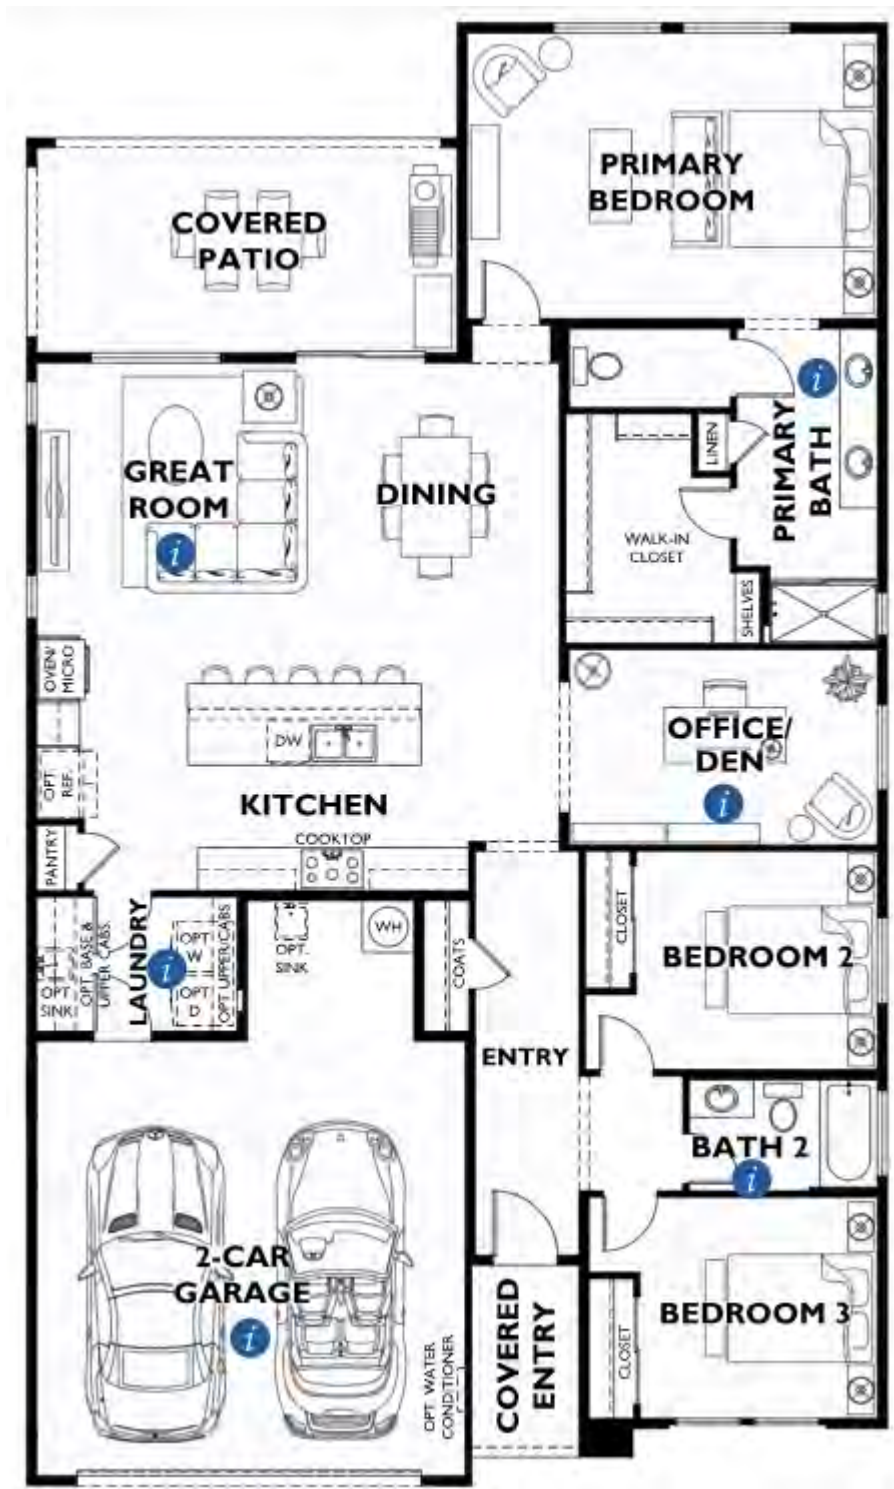 PRIMARY
BEDROOM
COVERED
PATIO
i
PRIMARY
BATH
LINEN
GREAT
ROOM
i
DINING
WALK-IN
CLOSET
SHELVES
OVEN/
MICRO
OFFICE/
DEN
i
DW
OPT.
REF.
KITCHEN
COOKTOP
PANTRY
CLOSET
BEDROOM 2
LAUNDRY
i
OPT. BASE &
UPPER CABS.
OPT.
SINK
OPT.
W
OPT.
D
OPT UPPER CABS.
OPT.
SINK
WH
COATS
ENTRY
BATH 2
i
2-CAR
GARAGE
i
OPT. WATER
CONDITIONER
COVERED
ENTRY
CLOSET
BEDROOM 3